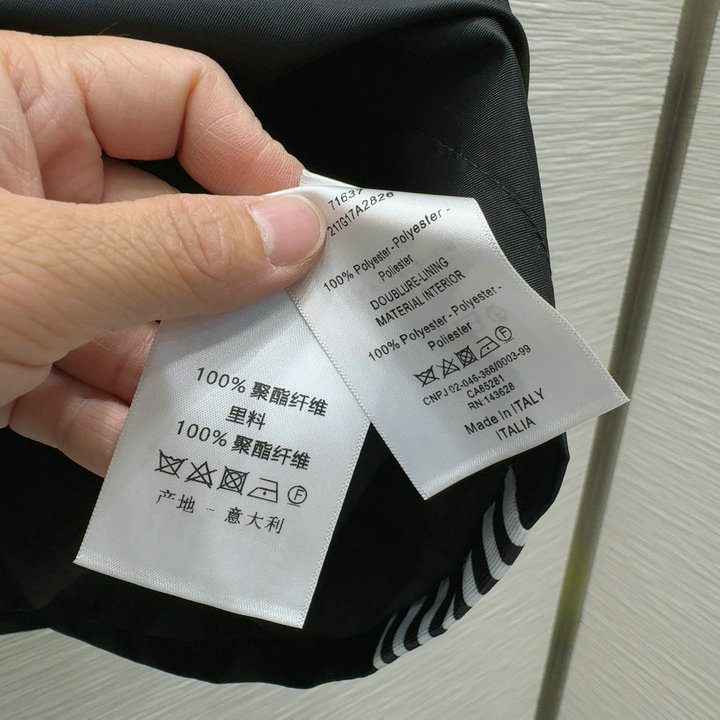 100% 聚酯纤维
里料
100% 聚酯纤维
F
产地 - 意大利
71637
217G17A2826
100% Polyester - Polyester -
Poliester
DOUBLURE-LINING
MATERIAL INTERIOR
100% Polyester - Polyester -
Poliester
F
CNPJ 02-046-366/0003-99
CA65281
RN:143628
Made in ITALY
ITALIA